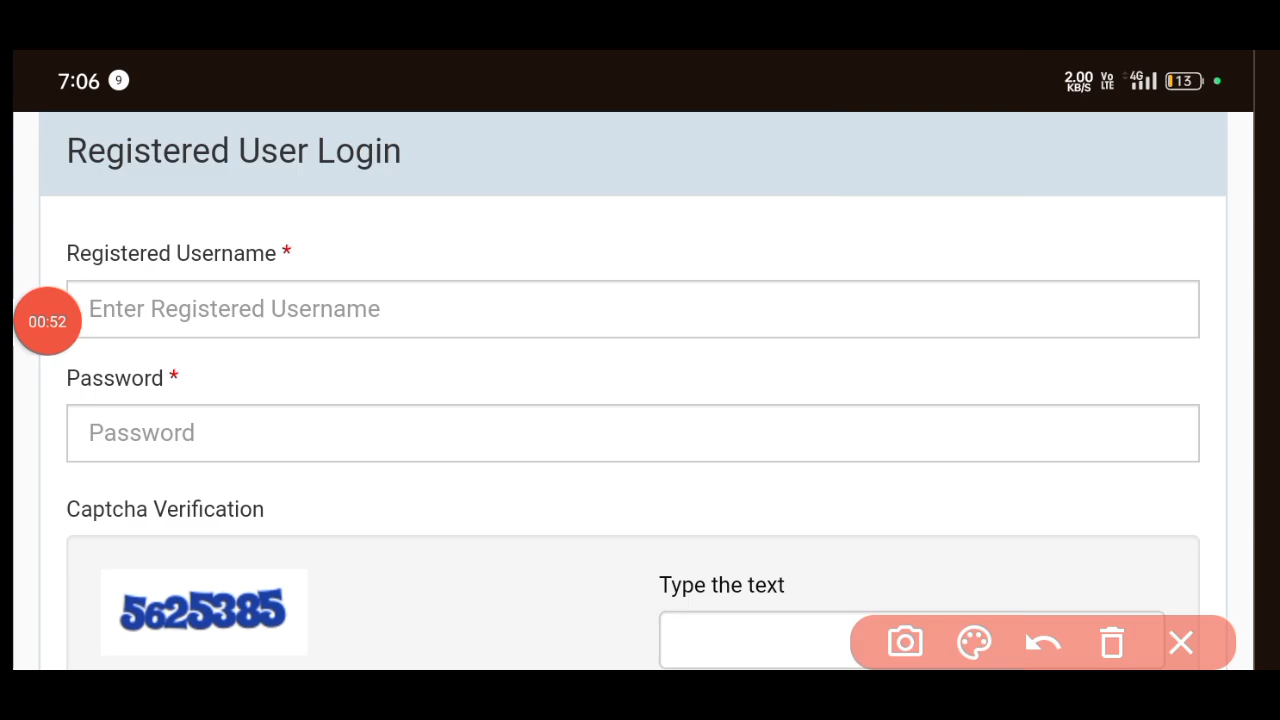 7:06 9 2.00 KB/S Vo LTE 4G 13
Registered User Login
Registered Username *
Enter Registered Username
00:52
Password *
Password
Captcha Verification
Type the text
5625385